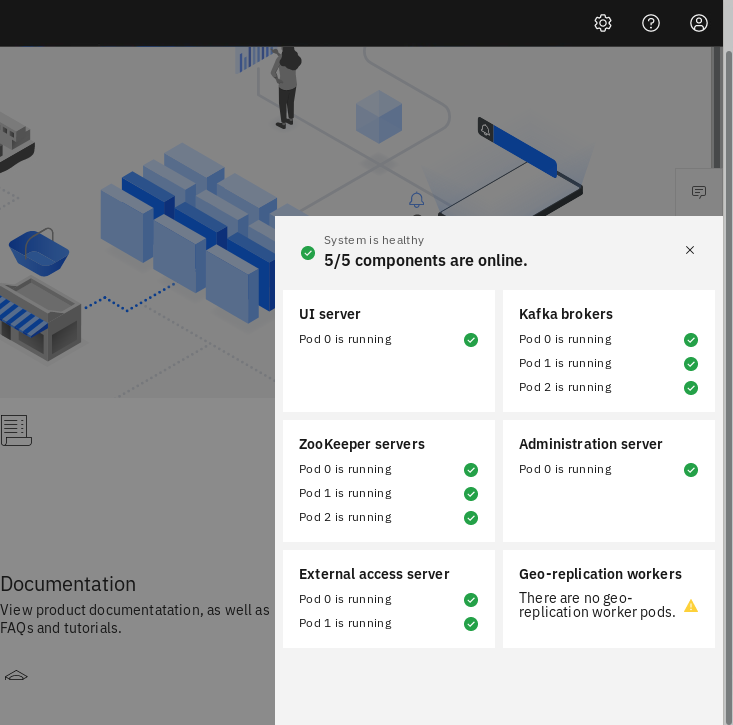 System is healthy
5/5 components are online.
UI server
Pod 0 is running
Kafka brokers
Pod 0 is running
Pod 1 is running
Pod 2 is running
ZooKeeper servers
Pod 0 is running
Pod 1 is running
Pod 2 is running
Administration server
Pod 0 is running
External access server
Pod 0 is running
Pod 1 is running
Geo-replication workers
There are no geo-
replication worker pods.
Documentation
View product documentatation, as well as
FAQs and tutorials.